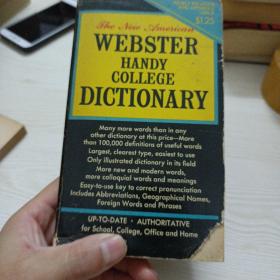 The New American
$1.25
WEBSTER
HANDY
COLLEGE
DICTIONARY
Many more words than in any
other dictionary at this price—More
than 100,000 definitions of useful words
Largest, clearest type, easiest to use
Only illustrated dictionary in its field
More new and modern words,
more colloquial words and meanings
Easy-to-use key to correct pronunciation
Includes Abbreviations, Geographical Names,
Foreign Words and Phrases
UP-TO-DATE • AUTHORITATIVE
for School, College, Office and Home